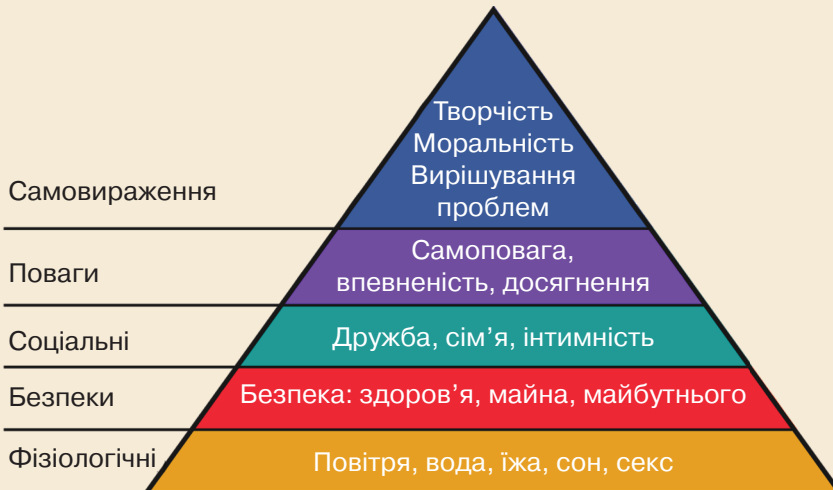 Творчість
Моральність
Вирішування
проблем
Самовираження
Самоповага,
впевненість, досягнення
Поваги
Дружба, сім’я, інтимність
Соціальні
Безпека: здоров’я, майна, майбутнього
Безпеки
Повітря, вода, їжа, сон, секс
Фізіологічні